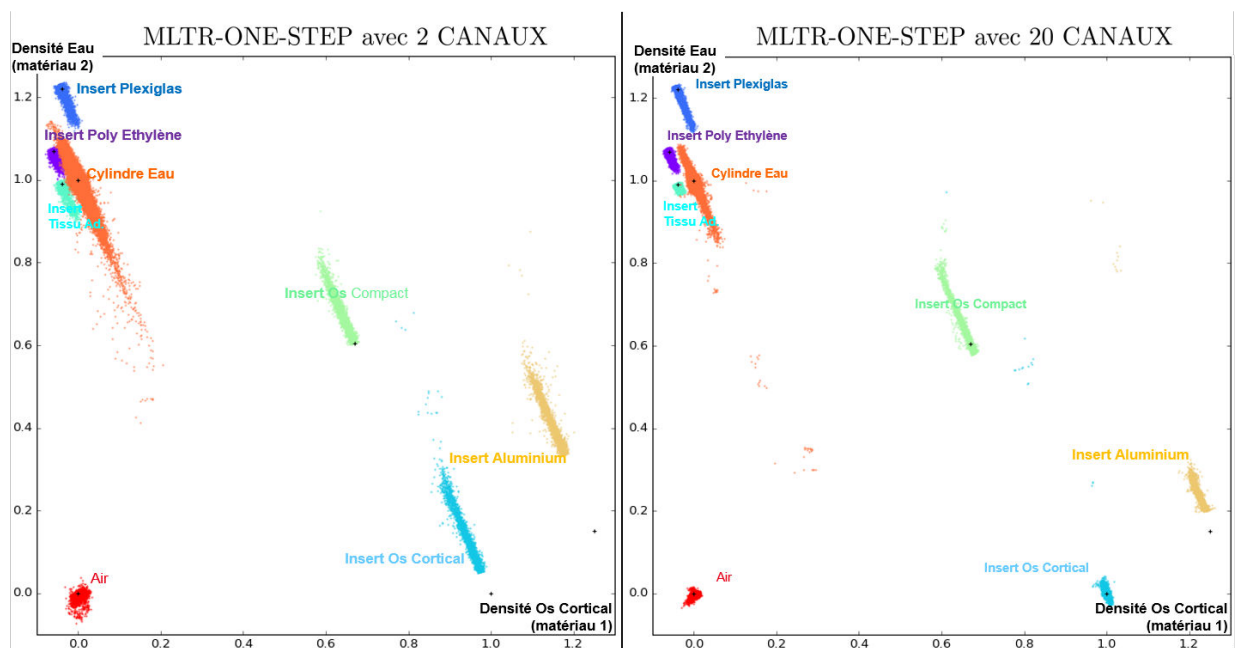 MLTR-ONE-STEP avec 2 CANAUX
Densité Eau
(matériau 2)
1.2
1.0
0.8
0.6
0.4
0.2
0.0
Insert Plexiglas
Insert Poly Ethylène
Cylindre Eau
Insert
Tissu Ad
Insert Os Compact
Insert Aluminium
Insert Os Cortical
Air
Densité Os Cortical
(matériau 1)
0.0 0.2 0.4 0.6 0.8 1.0 1.2
MLTR-ONE-STEP avec 20 CANAUX
Densité Eau
(matériau 2)
1.2
1.0
0.8
0.6
0.4
0.2
0.0
Insert Plexiglas
Insert Poly Ethylène
Cylindre Eau
Insert
Tissu Ad
Insert Os Compact
Insert Aluminium
Insert Os Cortical
Air
Densité Os Cortical
(matériau 1)
0.0 0.2 0.4 0.6 0.8 1.0 1.2